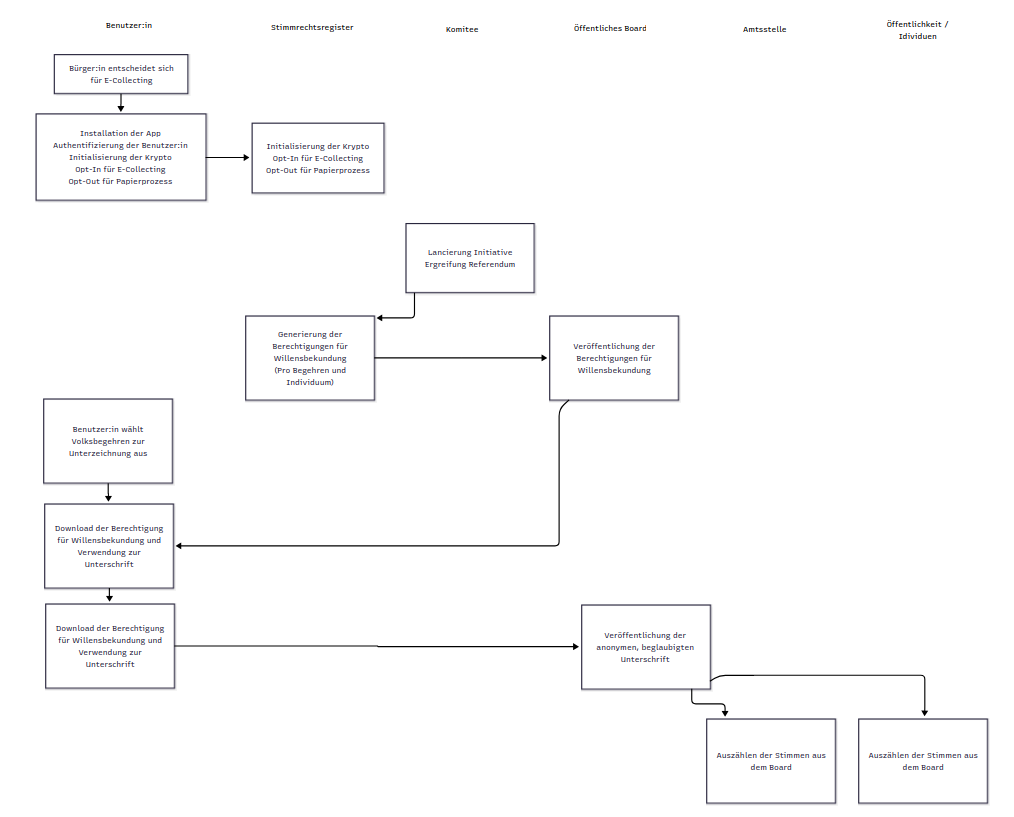 Benutzer:in
Stimmrechtsregister
Komitee
Öffentliches Board
Amtsstelle
Öffentlichkeit /
Idividuen
Bürger:in entscheidet sich
für E-Collecting
Installation der App
Authentifizierung der Benutzer:in
Initialisierung der Krypto
Opt-In für E-Collecting
Opt-Out für Papierprozess
Initialisierung der Krypto
Opt-In für E-Collecting
Opt-Out für Papierprozess
Lancierung Initiative
Ergreifung Referendum
Generierung der
Berechtigungen für
Willensbekundung
(Pro Begehren und
Individuum)
Veröffentlichung der
Berechtigungen für
Willensbekundung
Benutzer:in wählt
Volksbegehren zur
Unterzeichnung aus
Download der Berechtigung
für Willensbekundung und
Verwendung zur
Unterschrift
Download der Berechtigung
für Willensbekundung und
Verwendung zur
Unterschrift
Veröffentlichung der
anonymen, beglaubigten
Unterschrift
Auszählen der Stimmen aus
dem Board
Auszählen der Stimmen aus
dem Board